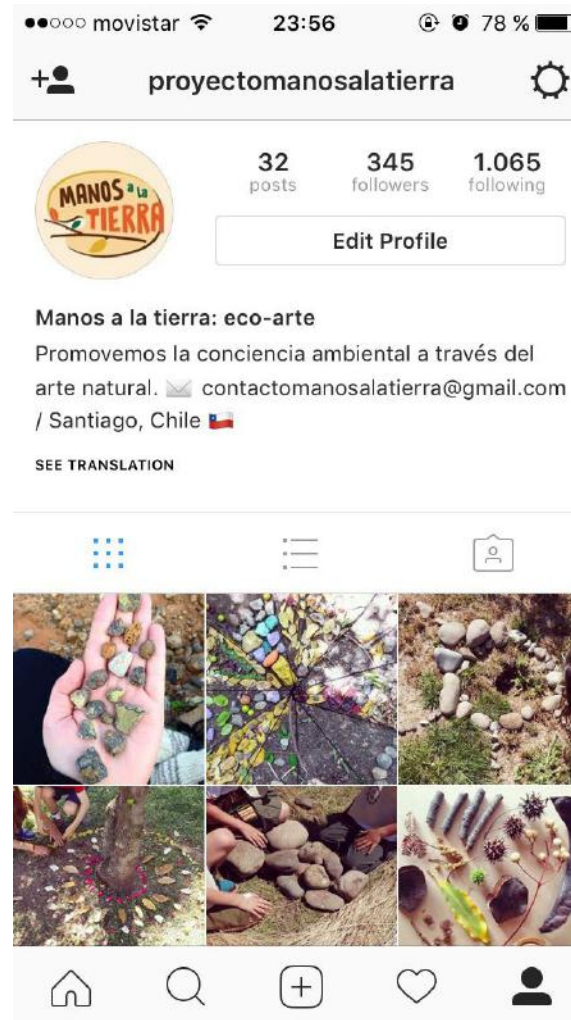 movistar 23:56 78 %
proyectomanosalatierra
MANOS a la
TIERRA
32 345 1.065
posts followers following
Edit Profile
Manos a la tierra: eco-arte
Promovemos la conciencia ambiental a través del
arte natural. ✉️ contactomanosalatierra@gmail.com
/ Santiago, Chile 🇨🇱
SEE TRANSLATION